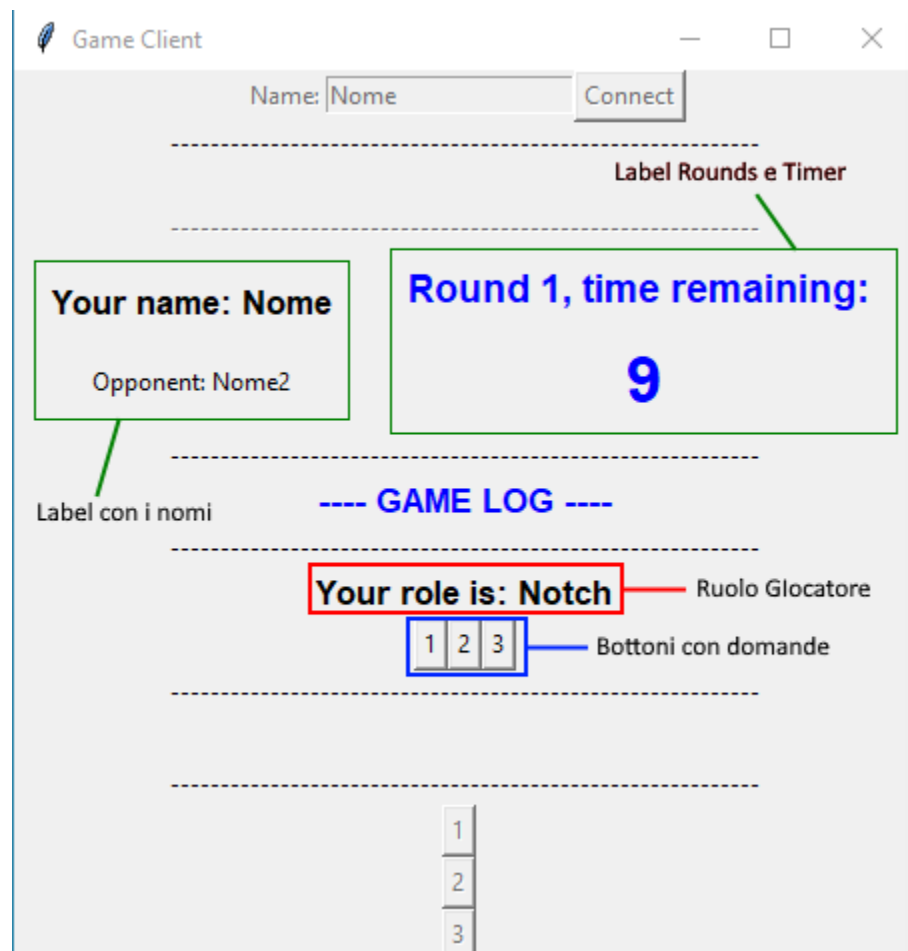 Game Client
Name: Nome Connect
-----------------------------------------------------------
Label Rounds e Timer
-----------------------------------------------------------
Round 1, time remaining:
Your name: Nome
9
Opponent: Nome2
-----------------------------------------------------------
Label con i nomi
---- GAME LOG ----
-----------------------------------------------------------
Your role is: Notch
Ruolo GIocatore
1 2 3
Bottoni con domande
-----------------------------------------------------------
-----------------------------------------------------------
1
2
3